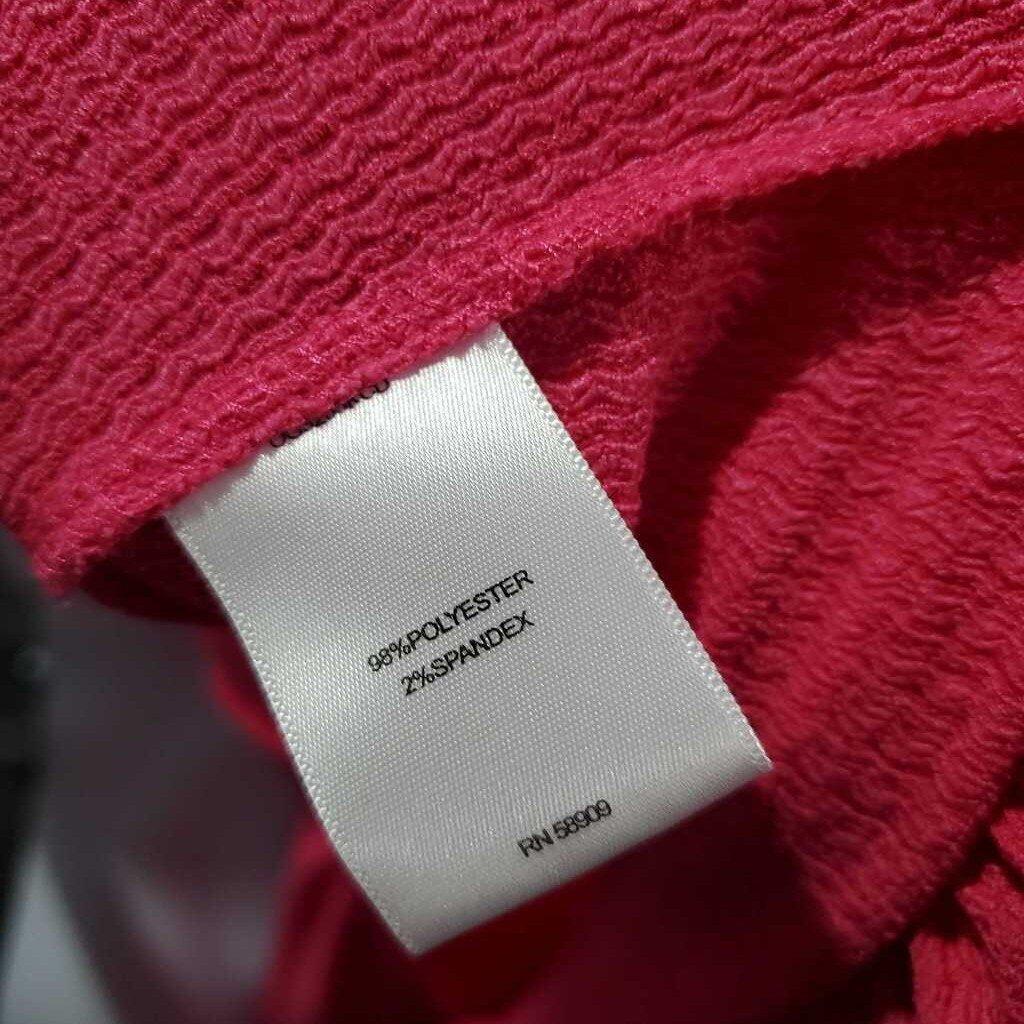 98%POLYESTER
2%SPANDEX
RN 58909